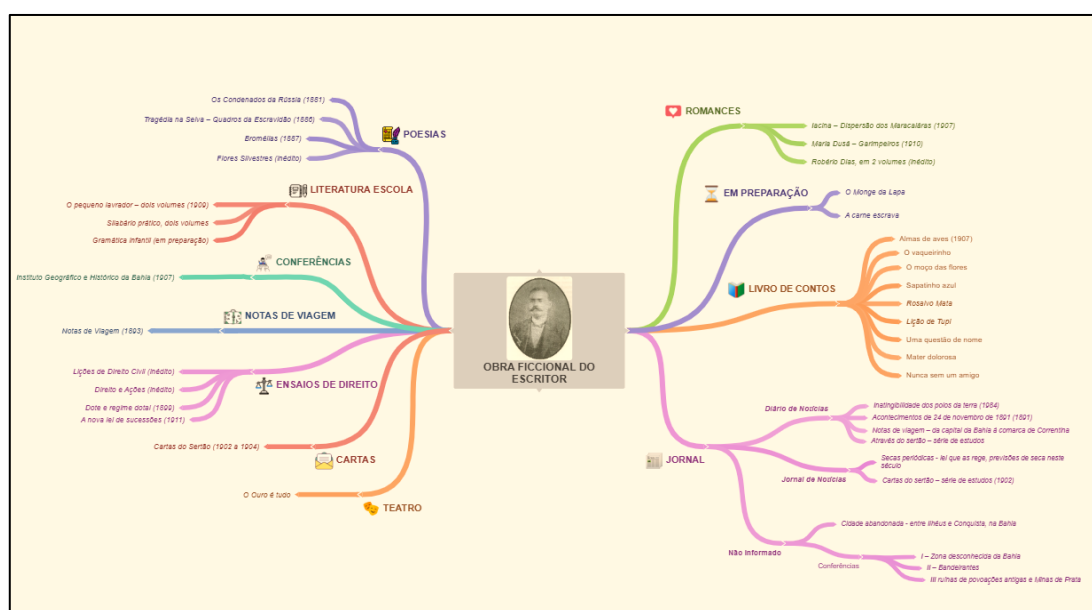 POESIAS
Os Condenados da Rússia (1881)
Tragédia na Selva – Quadros da Escravidão (1886)
Bromélias (1887)
Flores Silvestres (Inédito)
LITERATURA ESCOLA
O pequeno lavrador – dois volumes (1909)
Silabário prático, dois volumes
Gramática infantil (em preparação)
CONFERÊNCIAS
Instituto Geográfico e Histórico da Bahia (1907)
NOTAS DE VIAGEM
Notas de Viagem (1893)
ENSAIOS DE DIREITO
Lições de Direito Civil (Inédito)
Direito e Ações (Inédito)
Dote e regime dotal (1899)
A nova lei de sucessões (1911)
CARTAS
Cartas do Sertão (1902 a 1904)
TEATRO
O Ouro é tudo
OBRA FICCIONAL DO
ESCRITOR
ROMANCES
Iacina – Dispersão dos Maracaiáras (1907)
Maria Dusá – Garimpeiros (1910)
Robério Dias, em 2 volumes (Inédito)
EM PREPARAÇÃO
O Monge da Lapa
A carne escrava
LIVRO DE CONTOS
Almas de aves (1907)
O vaqueirinho
O moço das flores
Sapatinho azul
Rosalvo Mata
Lição de Tupi
Uma questão de nome
Mater dolorosa
Nunca sem um amigo
JORNAL
Diário de Notícias
Inatingibilidade dos polos da terra (1984)
Acontecimentos de 24 de novembro de 1891 (1891)
Notas de viagem – da capital da Bahia à comarca de Correntina
Através do sertão – série de estudos
Jornal de Notícias
Secas periódicas - lei que as rege, previsões de seca neste
século
Cartas do sertão – série de estudos (1902)
Não informado
Cidade abandonada - entre Ilhéus e Conquista, na Bahia
Conferências
I – Zona desconhecida da Bahia
II – Bandeirantes
III ruínas de povoações antigas e Minas de Prata